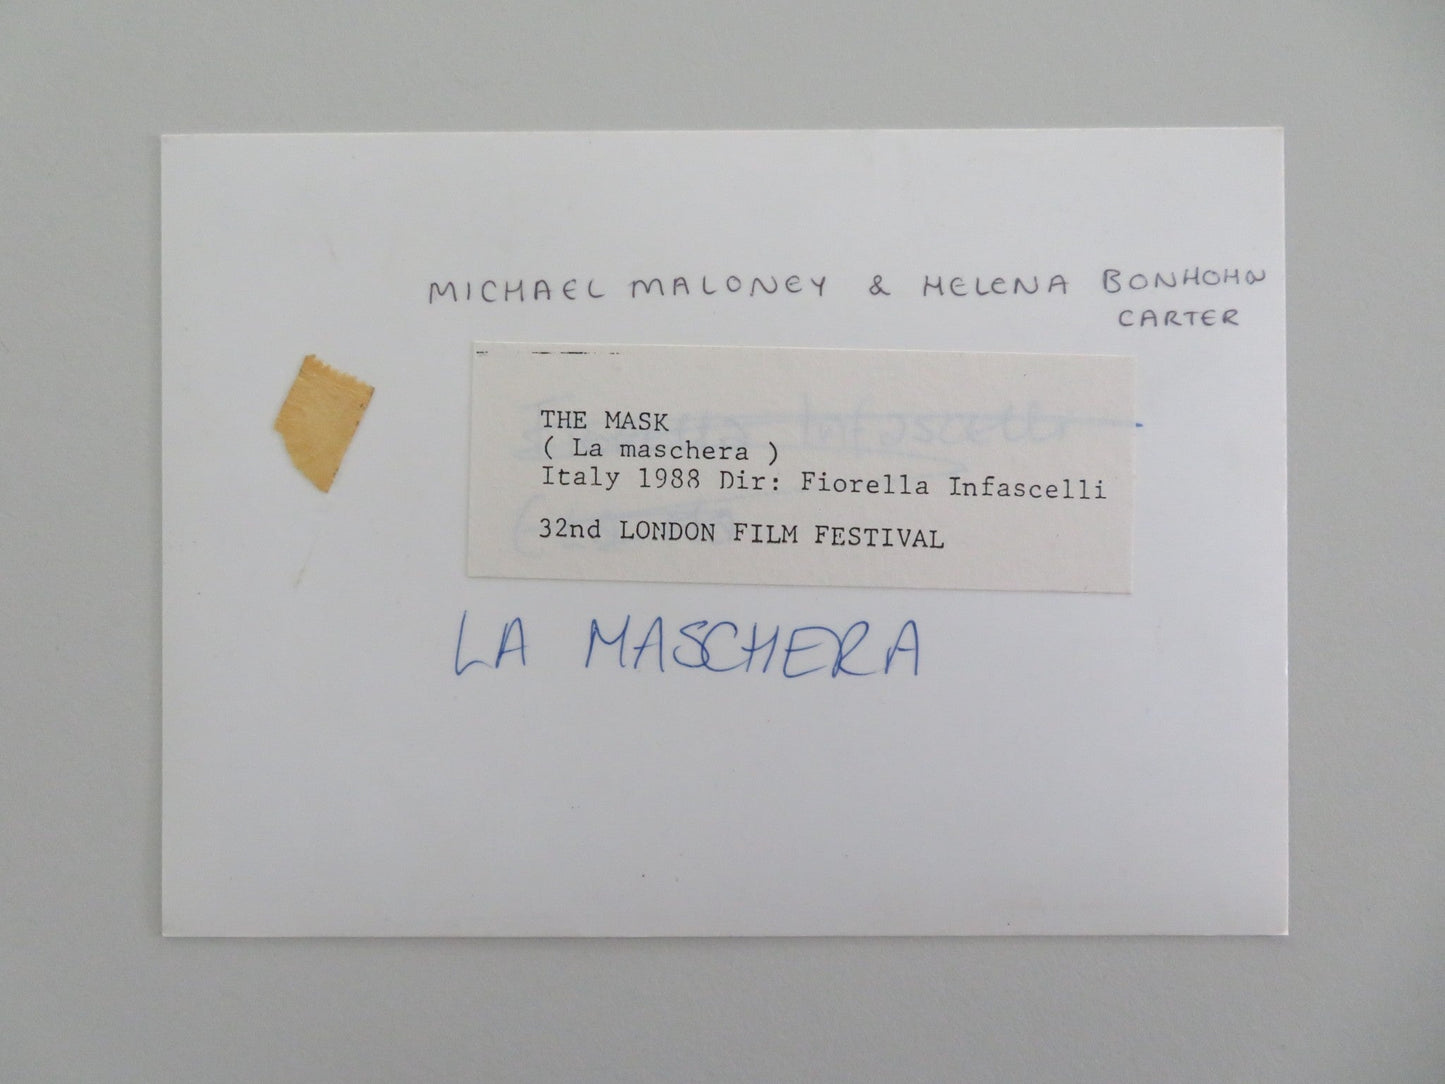 MICHAEL MALONEY & HELENA BONHOHN
CARTER
THE MASK
( La maschera )
Italy 1988 Dir: Fiorella Infascelli
32nd LONDON FILM FESTIVAL
LA MASCHERA